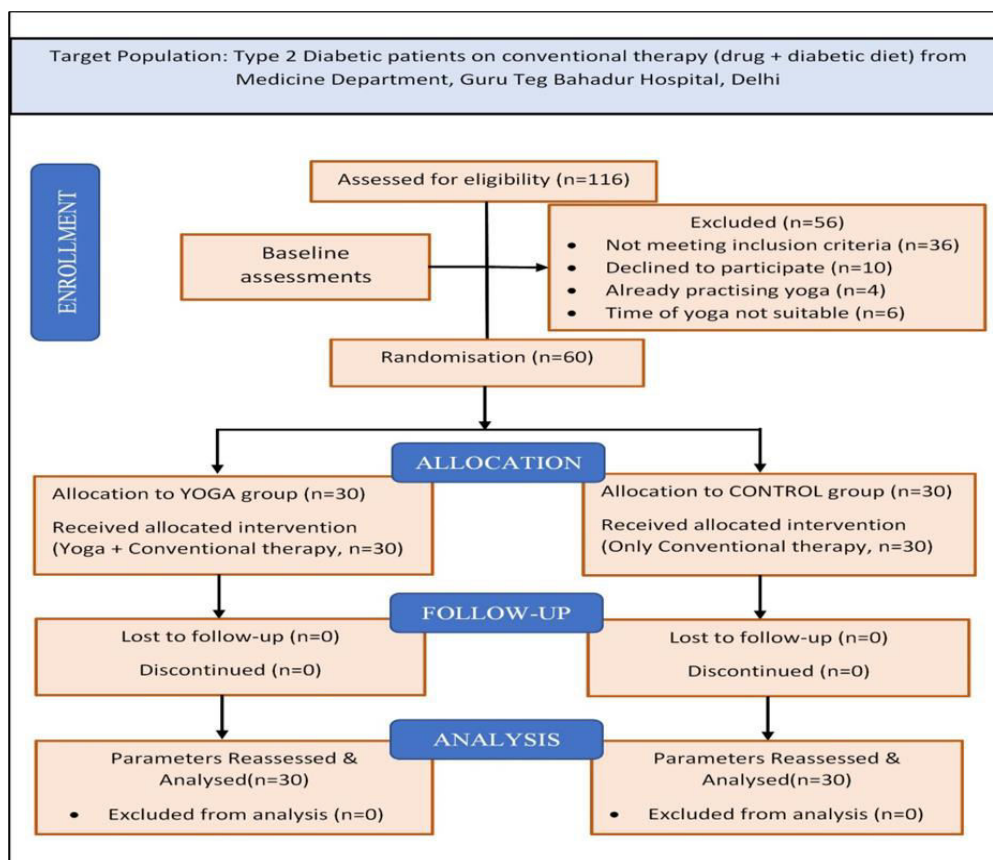 Target Population: Type 2 Diabetic patients on conventional therapy (drug + diabetic diet) from
Medicine Department, Guru Teg Bahadur Hospital, Delhi
ENROLLMENT
Assessed for eligibility (n=116)
Baseline
assessments
Excluded (n=56)
• Not meeting inclusion criteria (n=36)
• Declined to participate (n=10)
• Already practising yoga (n=4)
• Time of yoga not suitable (n=6)
Randomisation (n=60)
ALLOCATION
Allocation to YOGA group (n=30)
Received allocated intervention
(Yoga + Conventional therapy, n=30)
Allocation to CONTROL group (n=30)
Received allocated intervention
(Only Conventional therapy, n=30)
FOLLOW-UP
Lost to follow-up (n=0)
Discontinued (n=0)
Lost to follow-up (n=0)
Discontinued (n=0)
ANALYSIS
Parameters Reassessed &
Analysed(n=30)
• Excluded from analysis (n=0)
Parameters Reassessed &
Analysed(n=30)
• Excluded from analysis (n=0)